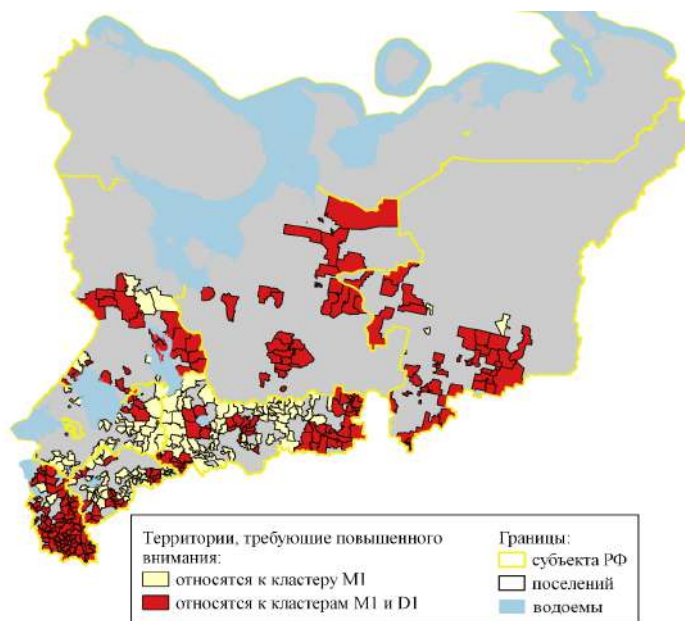 Территории, требующие повышенного
внимания:
относятся к кластеру M1
относятся к кластерам M1 и D1
Границы:
субъекта РФ
поселений
водоемы